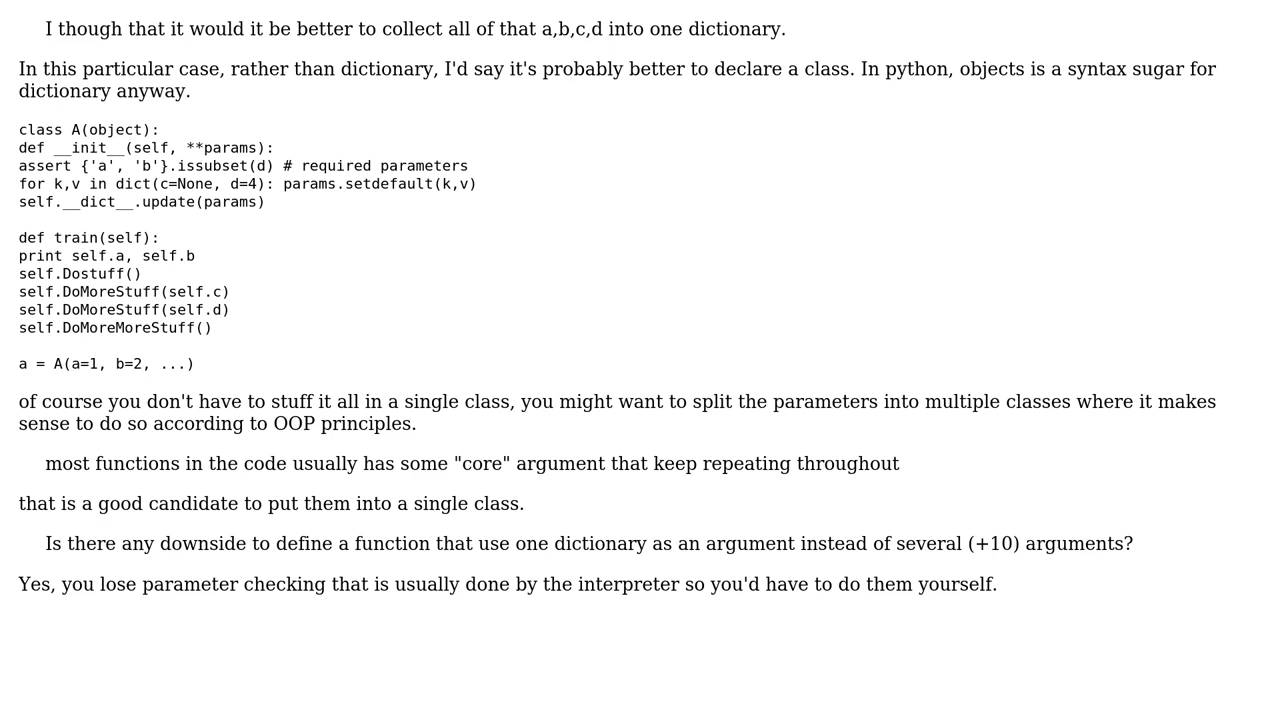 I though that it would it be better to collect all of that a,b,c,d into one dictionary.
In this particular case, rather than dictionary, I'd say it's probably better to declare a class. In python, objects is a syntax sugar for
dictionary anyway.
class A(object):
def __init__(self, **params):
assert {'a', 'b'}.issubset(d) # required parameters
for k,v in dict(c=None, d=4): params.setdefault(k,v)
self.__dict__.update(params)
def train(self):
print self.a, self.b
self.Dostuff()
self.DoMoreStuff(self.c)
self.DoMoreStuff(self.d)
self.DoMoreMoreStuff()
a = A(a=1, b=2, ...)
of course you don't have to stuff it all in a single class, you might want to split the parameters into multiple classes where it makes
sense to do so according to OOP principles.
most functions in the code usually has some "core" argument that keep repeating throughout
that is a good candidate to put them into a single class.
Is there any downside to define a function that use one dictionary as an argument instead of several (+10) arguments?
Yes, you lose parameter checking that is usually done by the interpreter so you'd have to do them yourself.